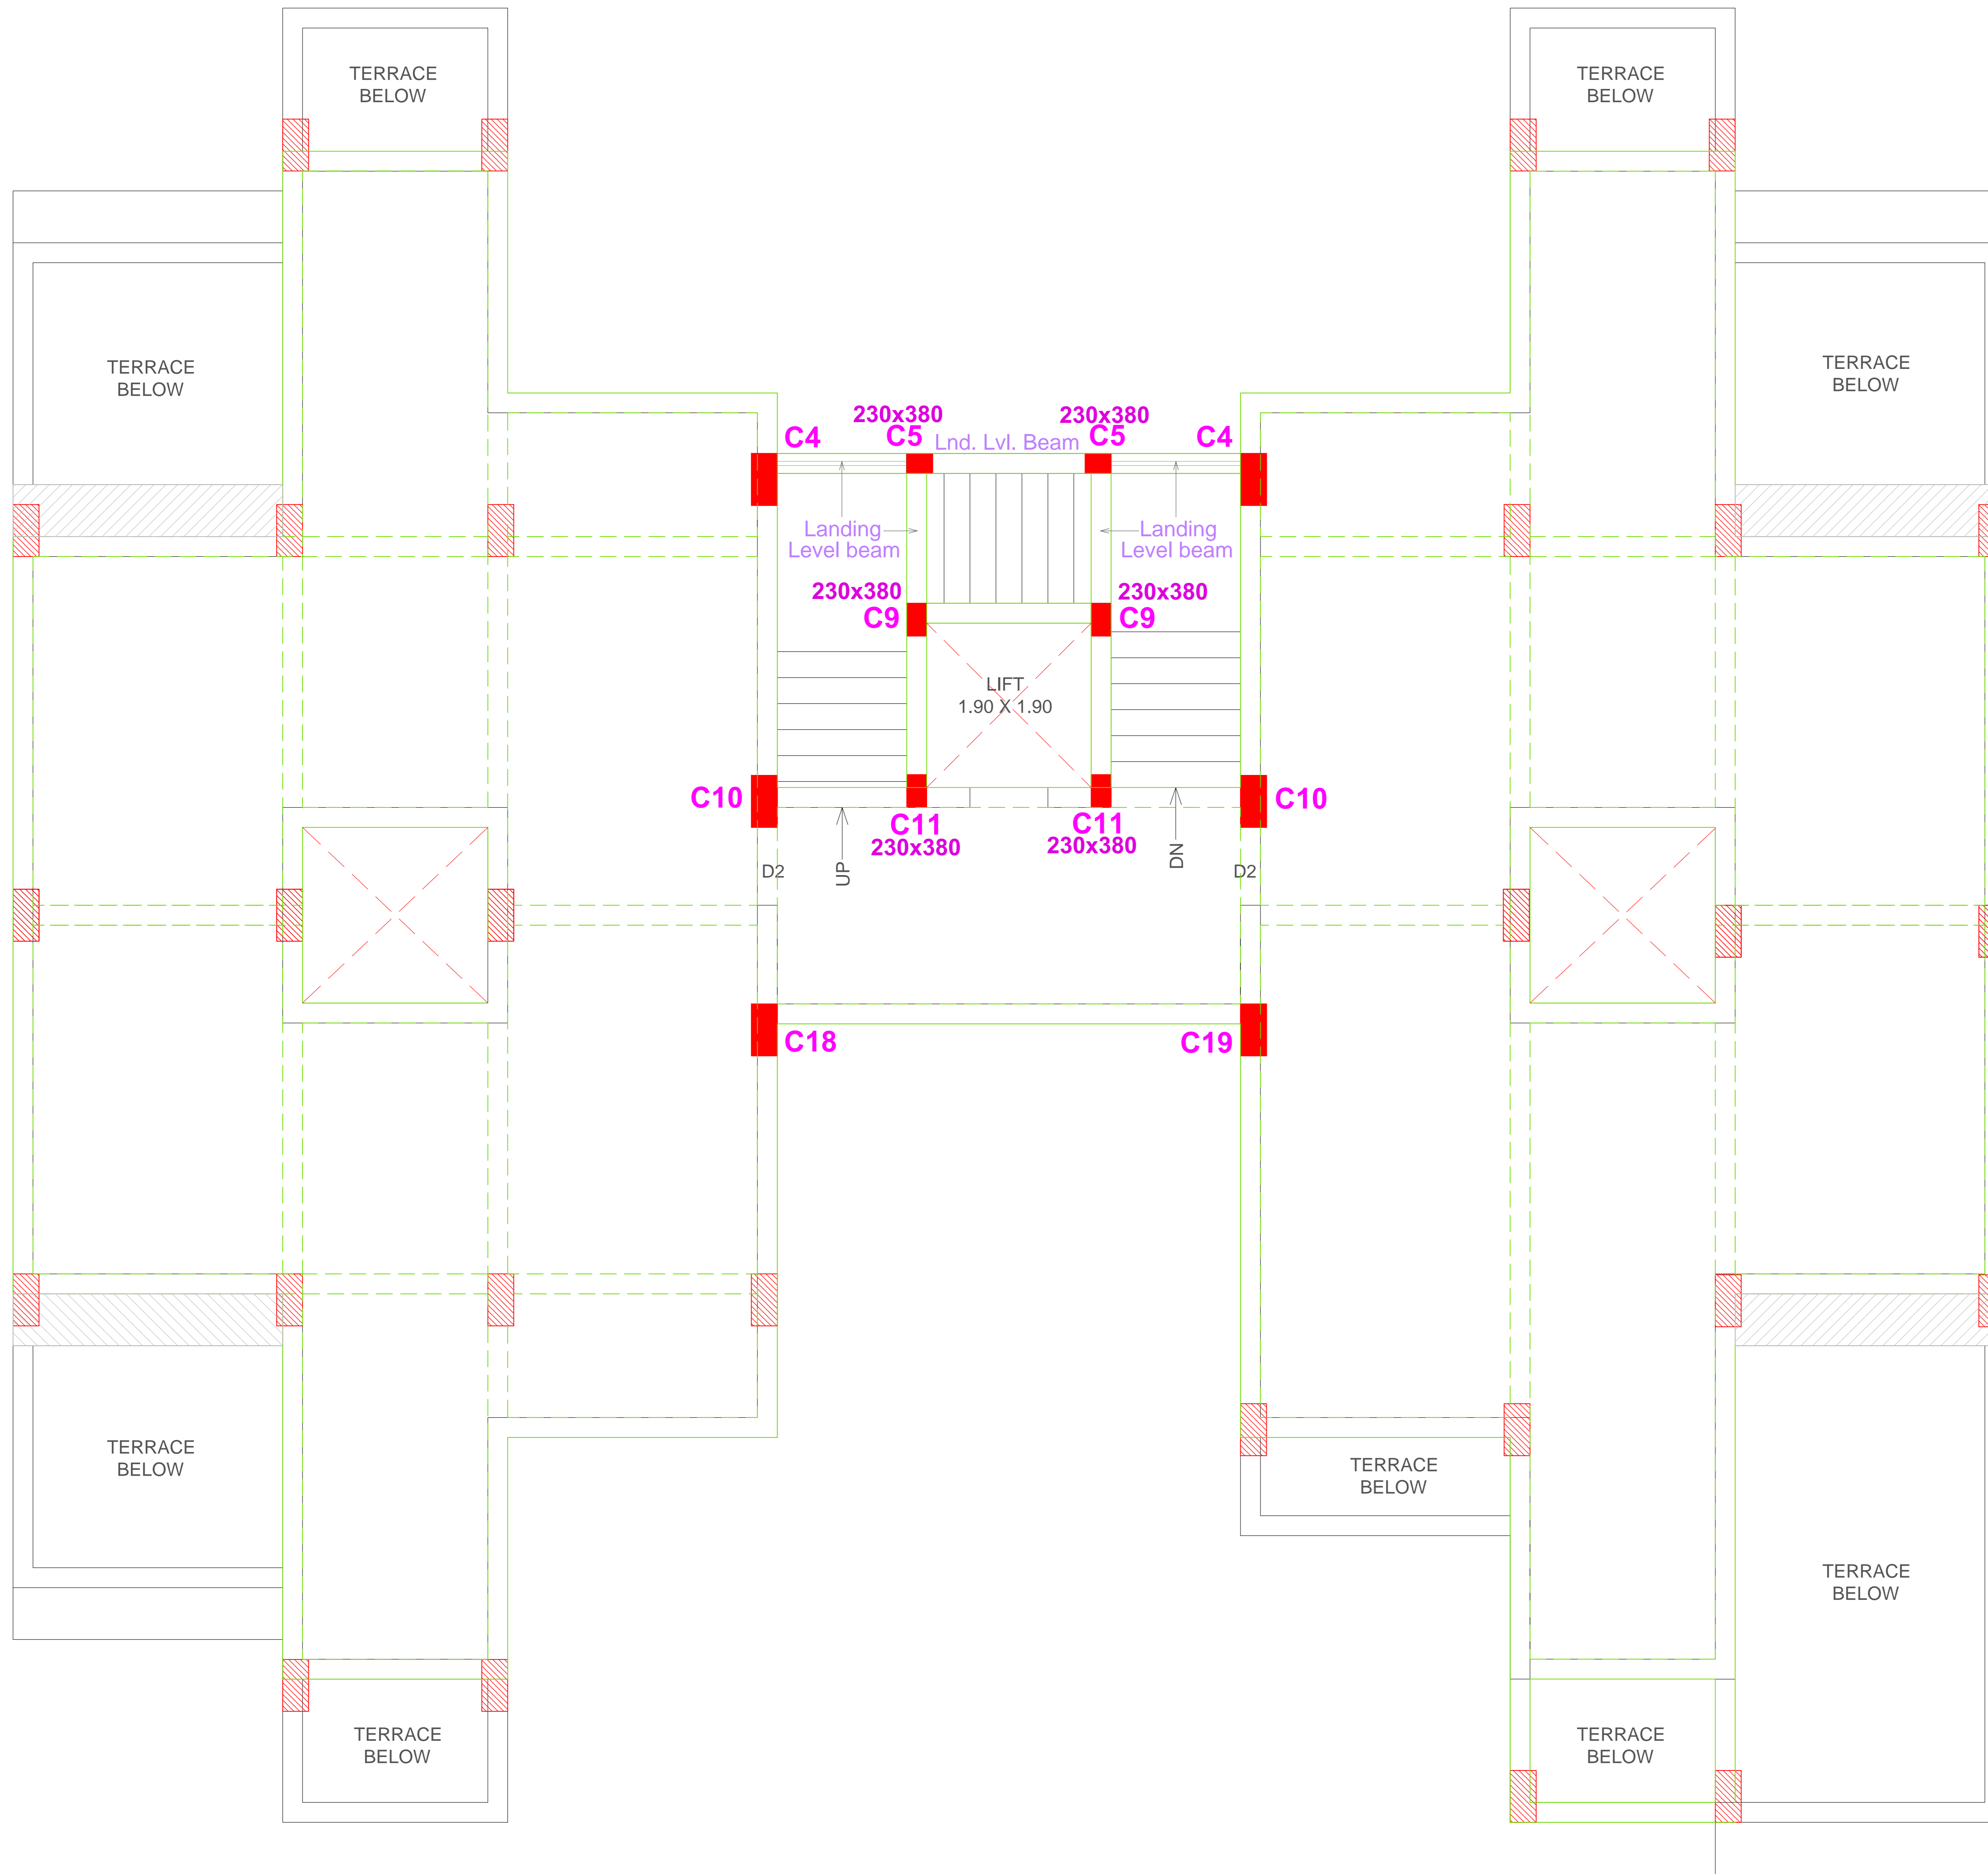 TERRACE
BELOW
TERRACE
BELOW
TERRACE
BELOW
TERRACE
BELOW
230x380
230x380
C4
C5
Lnd. Lvl. Beam
C5
C4
Landing
Level beam
Landing
Level beam
230x380
230x380
C9
C9
LIFT
1.90 X 1.90
C10
C10
C11
230x380
C11
230x380
D2
UP
DN
D2
C18
C19
TERRACE
BELOW
TERRACE
BELOW
TERRACE
BELOW
TERRACE
BELOW
TERRACE
BELOW